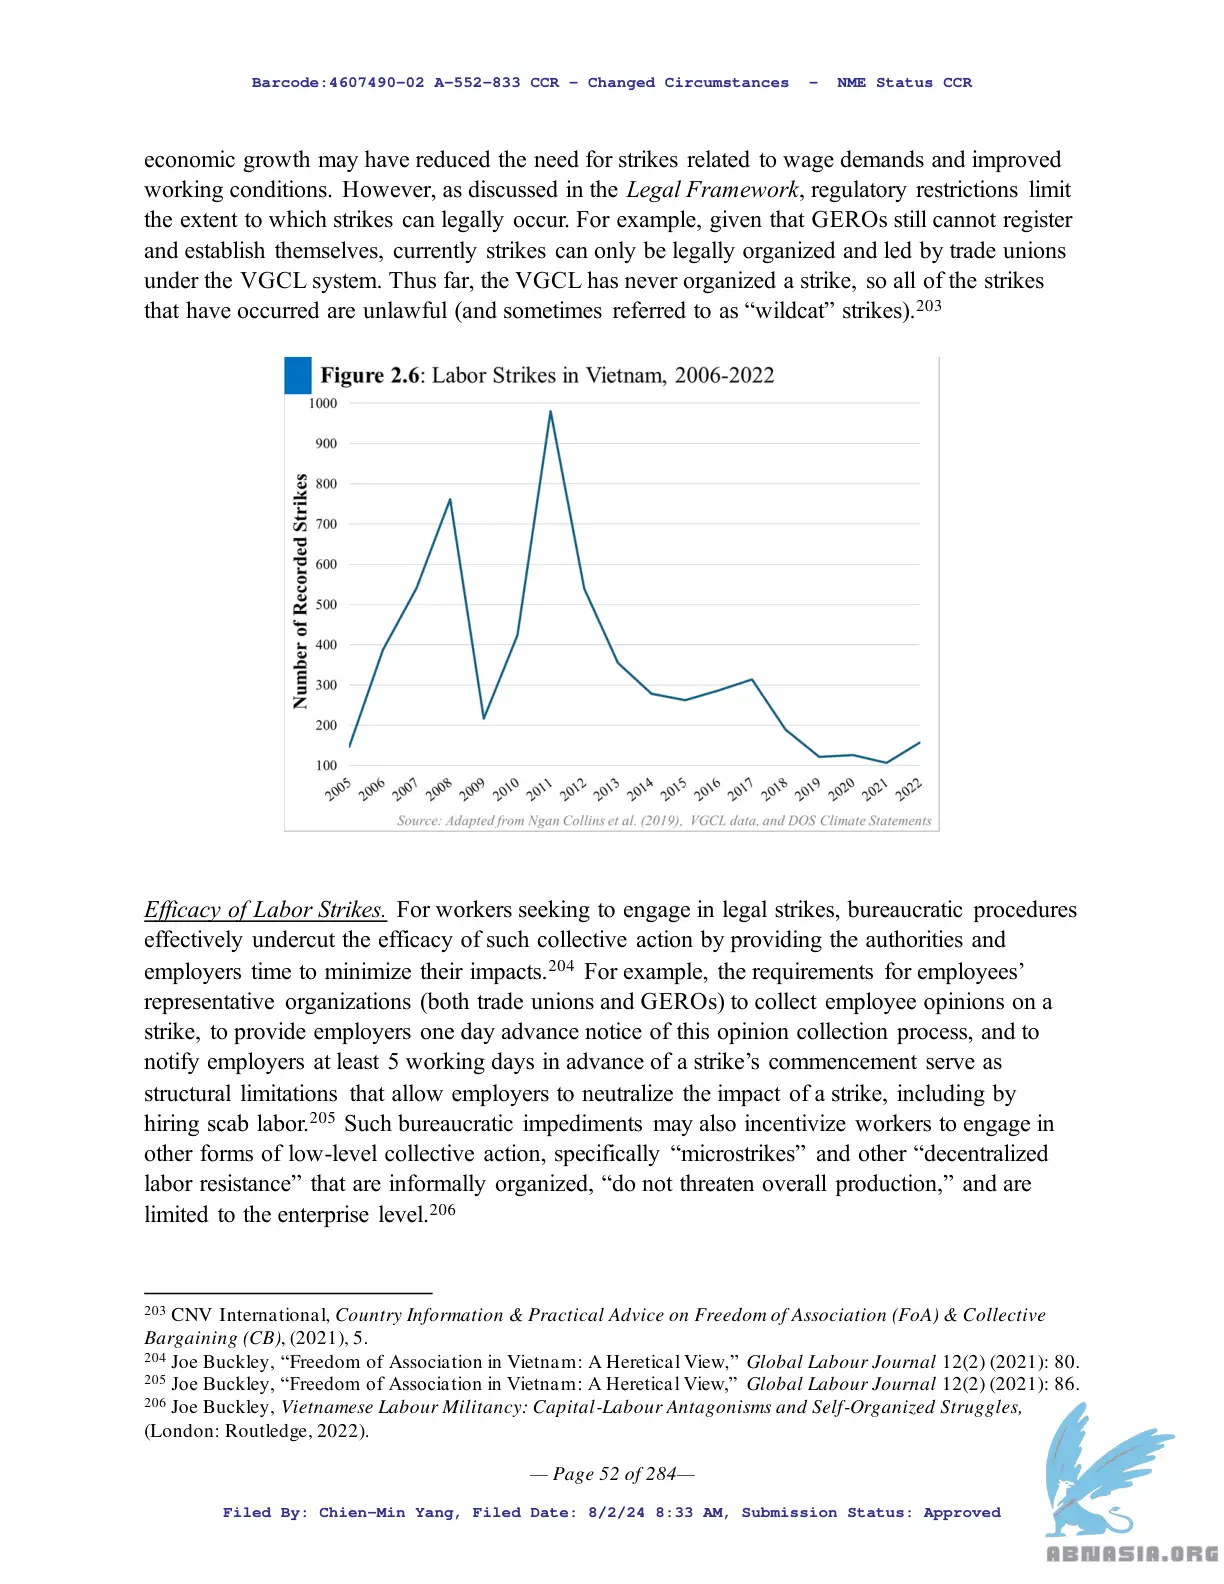 Barcode:4607490-02 A-552-833 CCR - Changed Circumstances - NME Status CCR
economic growth may have reduced the need for strikes related to wage demands and improved
working conditions. However, as discussed in the Legal Framework, regulatory restrictions limit
the extent to which strikes can legally occur. For example, given that GEROs still cannot register
and establish themselves, currently strikes can only be legally organized and led by trade unions
under the VGCL system. Thus far, the VGCL has never organized a strike, so all of the strikes
that have occurred are unlawful (and sometimes referred to as “wildcat” strikes).203
Figure 2.6: Labor Strikes in Vietnam, 2006-2022
Number of Recorded Strikes
1000
900
800
700
600
500
400
300
200
100
2005 2006 2007 2008 2009 2010 2011 2012 2013 2014 2015 2016 2017 2018 2019 2020 2021 2022
Source: Adapted from Ngan Collins et al. (2019), VGCL data, and DOS Climate Statements
Efficacy of Labor Strikes. For workers seeking to engage in legal strikes, bureaucratic procedures
effectively undercut the efficacy of such collective action by providing the authorities and
employers time to minimize their impacts.204 For example, the requirements for employees’
representative organizations (both trade unions and GEROs) to collect employee opinions on a
strike, to provide employers one day advance notice of this opinion collection process, and to
notify employers at least 5 working days in advance of a strike’s commencement serve as
structural limitations that allow employers to neutralize the impact of a strike, including by
hiring scab labor.205 Such bureaucratic impediments may also incentivize workers to engage in
other forms of low-level collective action, specifically “microstrikes” and other “decentralized
labor resistance” that are informally organized, “do not threaten overall production,” and are
limited to the enterprise level.206
203 CNV International, Country Information & Practical Advice on Freedom of Association (FoA) & Collective
Bargaining (CB), (2021), 5.
204 Joe Buckley, “Freedom of Association in Vietnam: A Heretical View,” Global Labour Journal 12(2) (2021): 80.
205 Joe Buckley, “Freedom of Association in Vietnam: A Heretical View,” Global Labour Journal 12(2) (2021): 86.
206 Joe Buckley, Vietnamese Labour Militancy: Capital-Labour Antagonisms and Self-Organized Struggles,
(London: Routledge, 2022).
— Page 52 of 284—
Filed By: Chien-Min Yang, Filed Date: 8/2/24 8:33 AM, Submission Status: Approved
ABNASIA.ORG